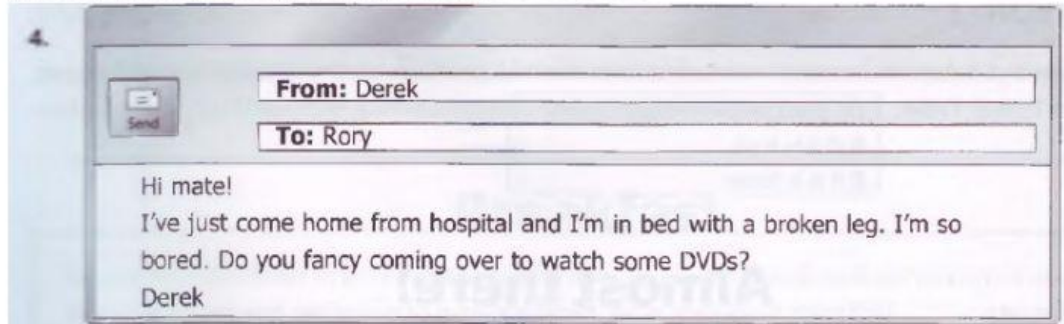 4.
From: Derek
Send
To: Rory
Hi mate!
I've just come home from hospital and I'm in bed with a broken leg. I'm so
bored. Do you fancy coming over to watch some DVDs?
Derek